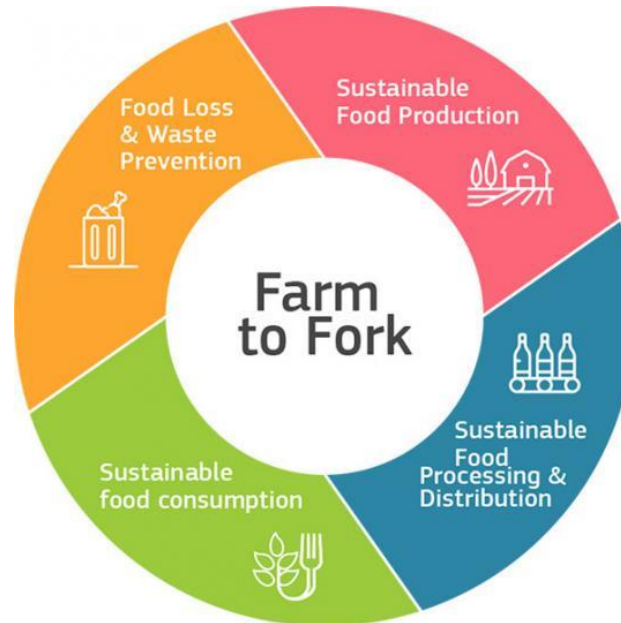 Food Loss
& Waste
Prevention
Sustainable
Food Production
Farm
to Fork
Sustainable
Food
Processing &
Distribution
Sustainable
food consumption